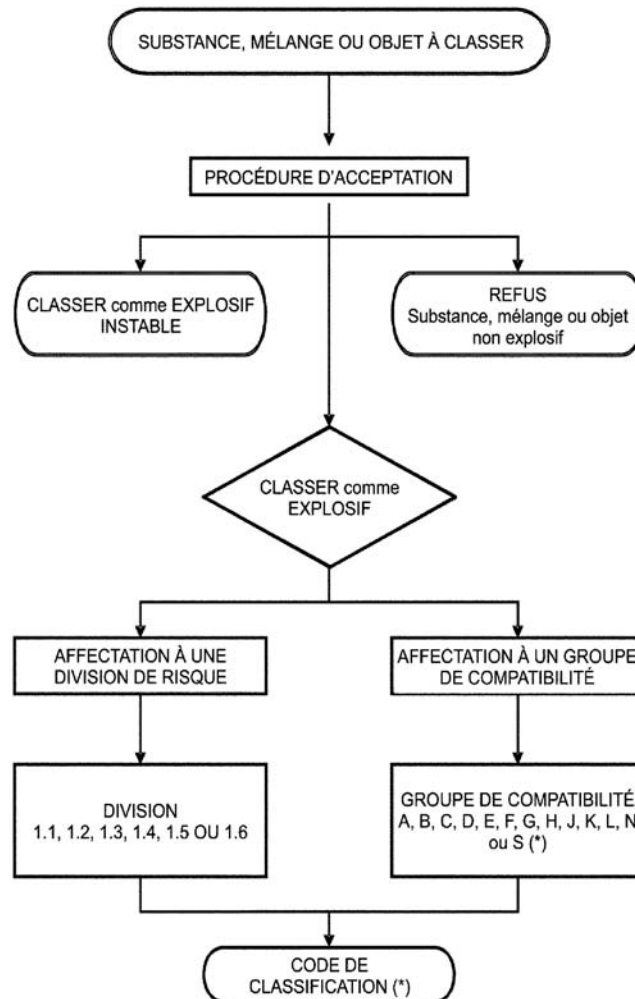 SUBSTANCE, MÉLANGE OU OBJET À CLASSER
PROCÉDURE D'ACCEPTATION
CLASSER comme EXPLOSIF
INSTABLE
REFUS
Substance, mélange ou objet
non explosif
CLASSER comme
EXPLOSIF
AFFECTATION À UNE
DIVISION DE RISQUE
AFFECTATION À UN GROUPE
DE COMPATIBILITÉ
DIVISION
1.1, 1.2, 1.3, 1.4, 1.5 OU 1.6
GROUPE DE COMPATIBILITÉ
A, B, C, D, E, F, G, H, J, K, L, N
ou S (*)
CODE DE
CLASSIFICATION (*)